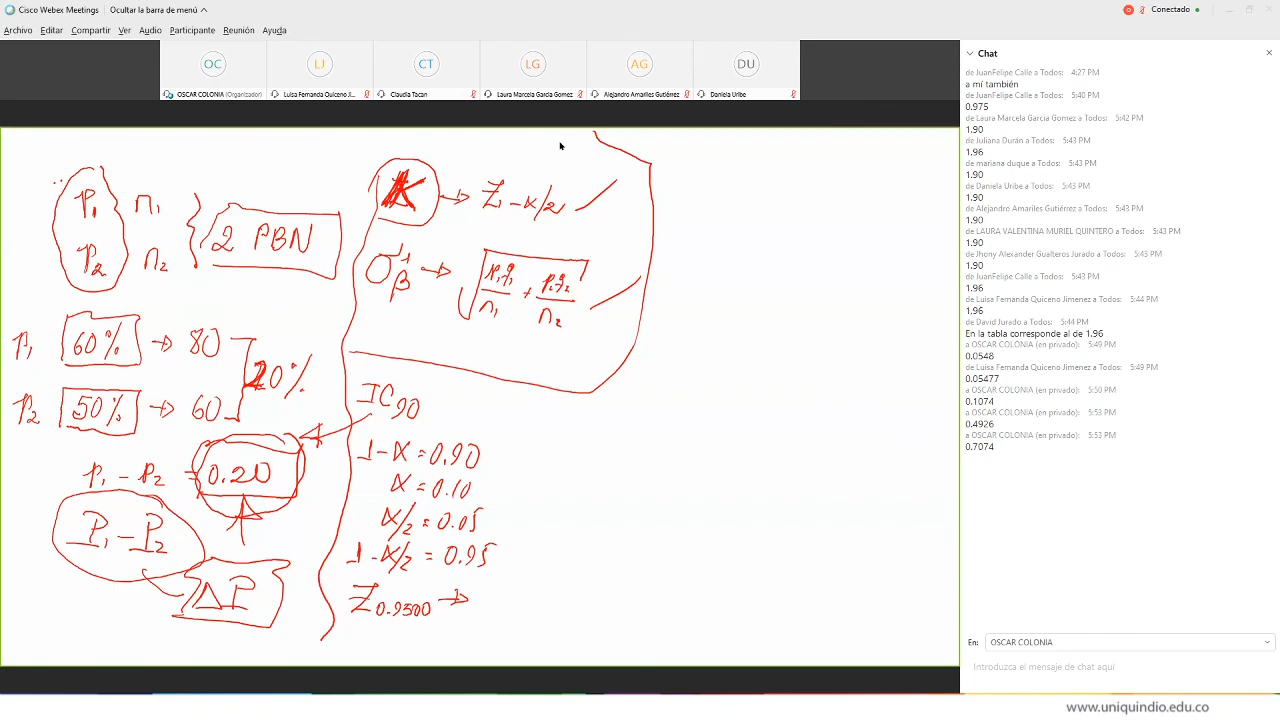 Cisco Webex Meetings
Ocultar la barra de menú
Conectado
Archivo Editar Compartir Ver Audio Participante Reunión Ayuda
OC LJ CT LG AG DU
OSCAR COLONIA (Organizador) Luisa Fernanda Quiceno Ji... Claudia Tacan Laura Marcela Garcia Gomez Alejandro Amariles Gutiérrez Daniela Uribe
P1 n1
P2 n2
2 PBN
P1 60% → 80
P2 50% → 60
20%
P1 - P2 = 0.20
P1 - P2
ΔP
→ Z1-α/2
→ √ p1q1/n1 + p2q2/n2
IC90
1-α = 0.90
α = 0.10
α/2 = 0.05
1-α/2 = 0.95
Z0.9500 →
Chat
de JuanFelipe Calle a Todos: 4:27 PM
a mí también
de JuanFelipe Calle a Todos: 5:40 PM
0.975
de Laura Marcela Garcia Gomez a Todos: 5:42 PM
1.90
de Juliana Durán a Todos: 5:43 PM
1.96
de mariana duque a Todos: 5:43 PM
1.90
de Daniela Uribe a Todos: 5:43 PM
1.90
de Alejandro Amariles Gutiérrez a Todos: 5:43 PM
1.90
de LAURA VALENTINA MURIEL QUINTERO a Todos: 5:43 PM
1.90
de Jhony Alexander Gualteros Jurado a Todos: 5:43 PM
1.90
de JuanFelipe Calle a Todos: 5:43 PM
1.96
de Luisa Fernanda Quiceno Jimenez a Todos: 5:44 PM
1.96
de David Jurado a Todos: 5:44 PM
En la tabla corresponde al de 1.96
a OSCAR COLONIA (en privado): 5:49 PM
0.0548
de Luisa Fernanda Quiceno Jimenez a Todos: 5:49 PM
0.05477
a OSCAR COLONIA (en privado): 5:50 PM
0.1074
a OSCAR COLONIA (en privado): 5:53 PM
0.4926
a OSCAR COLONIA (en privado): 5:53 PM
0.7074
En: OSCAR COLONIA
Introduzca el mensaje de chat aquí
www.uniquindio.edu.co